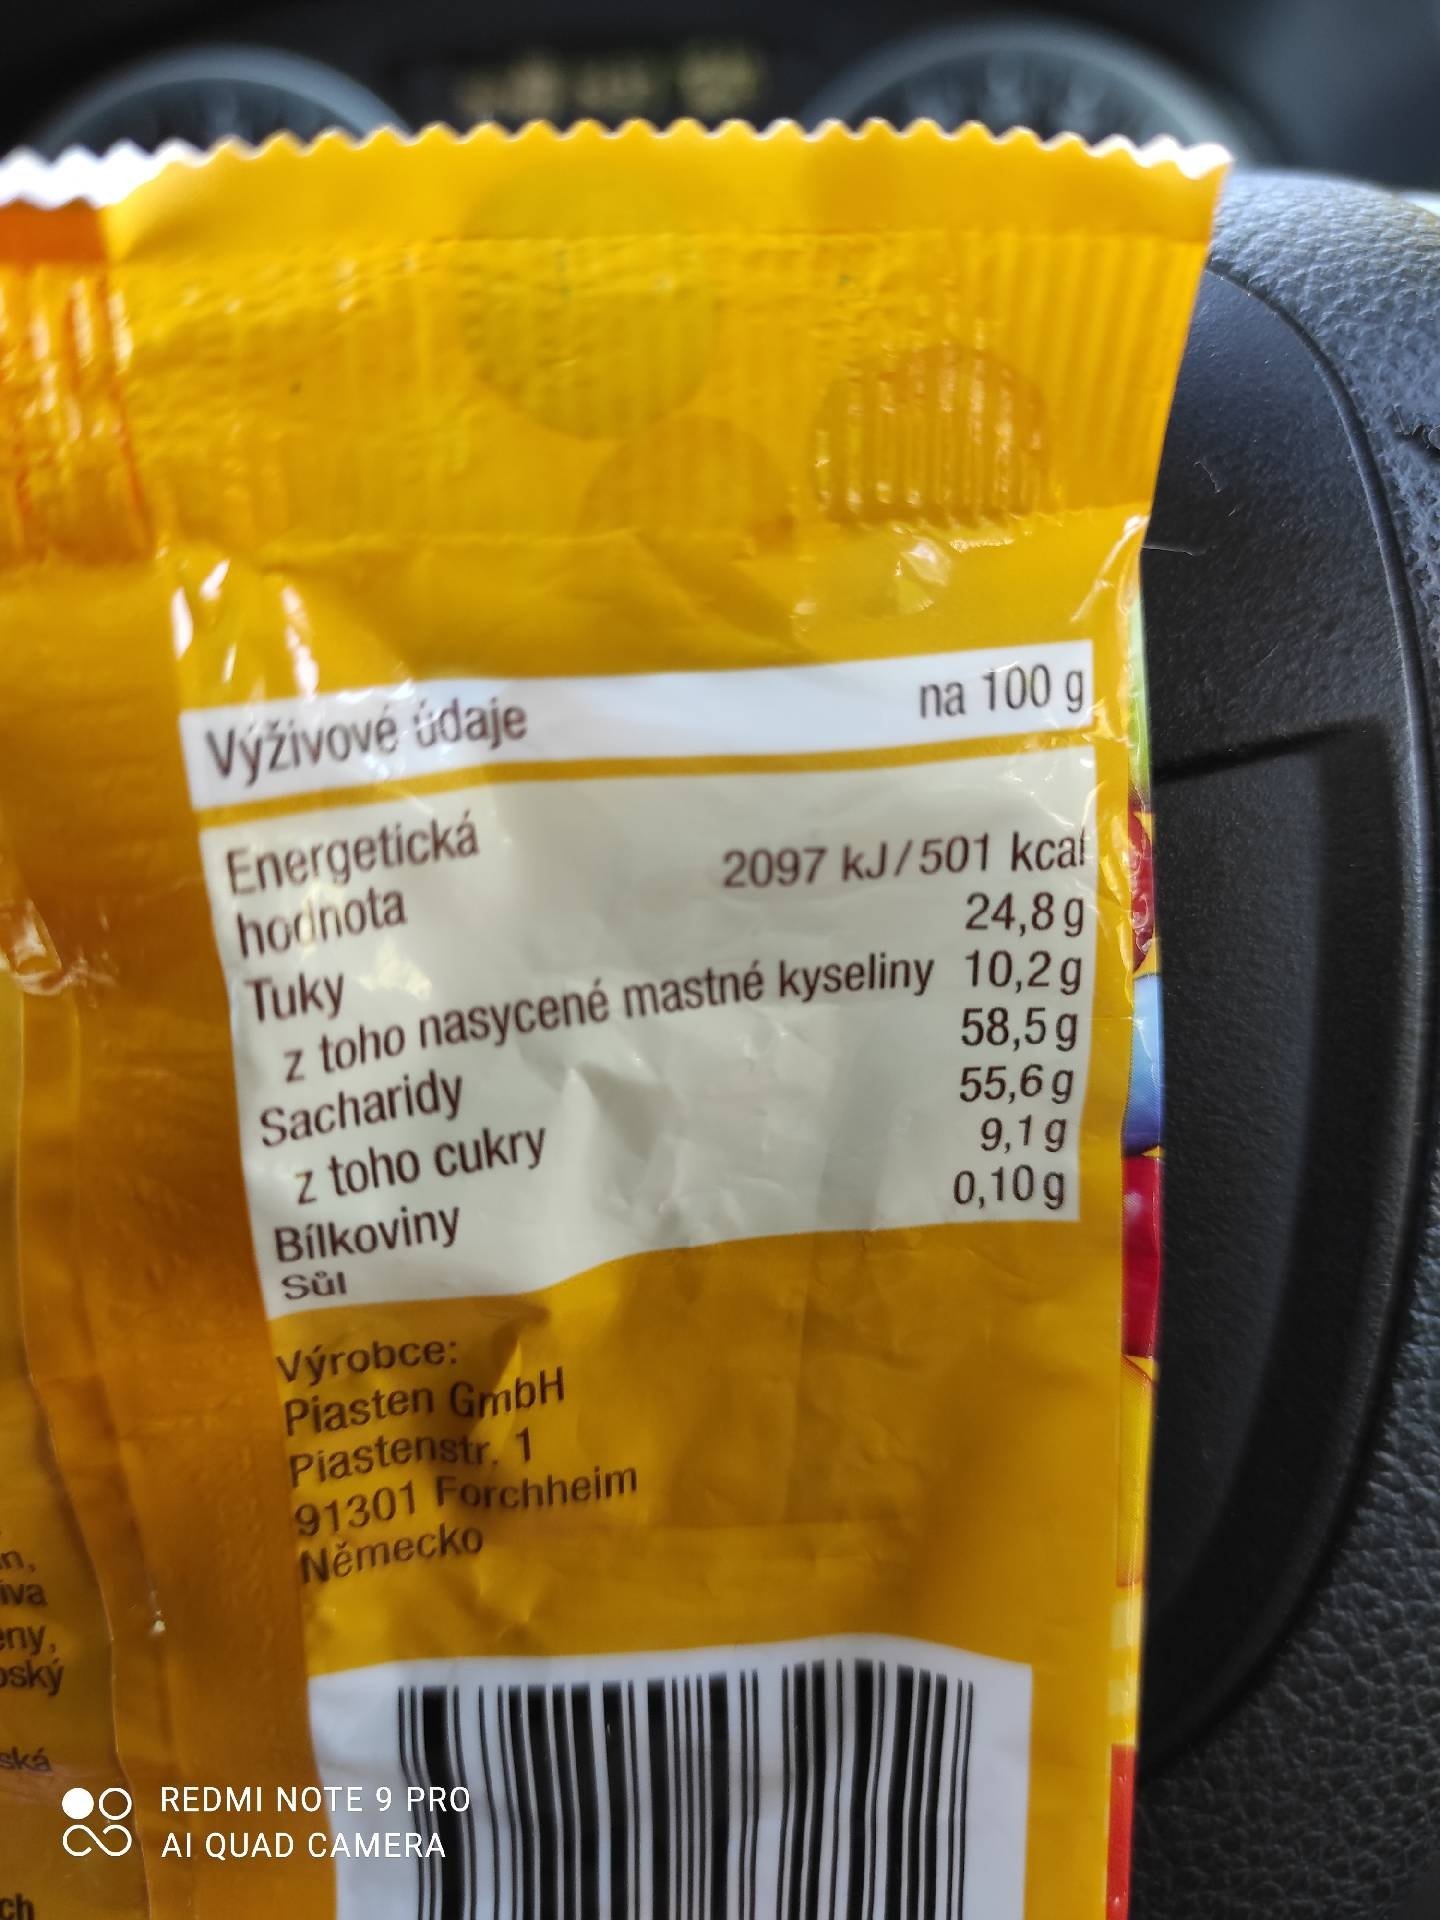 Výživové údaje na 100 g
Energetická
hodnota 2097 kJ/501 kcal
Tuky 24,8 g
z toho nasycené mastné kyseliny 10,2 g
Sacharidy 58,5 g
z toho cukry 55,6 g
Bílkoviny 9,1 g
Sůl 0,10 g
Výrobce:
Piasten GmbH
Piastenstr. 1
91301 Forchheim
Německo
REDMI NOTE 9 PRO
AI QUAD CAMERA